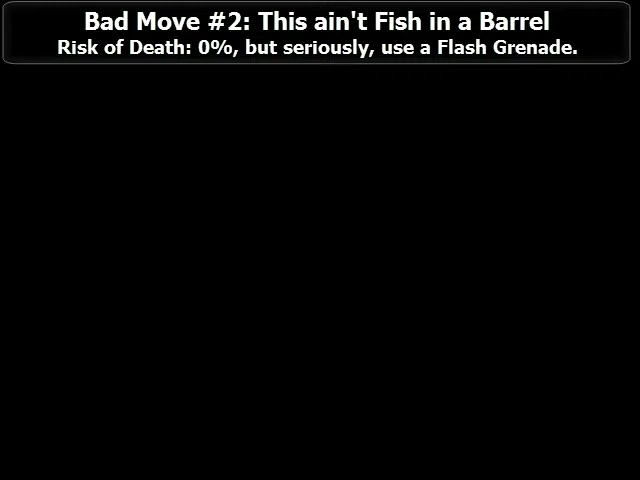 Bad Move #2: This ain't Fish in a Barrel
Risk of Death: 0%, but seriously, use a Flash Grenade.